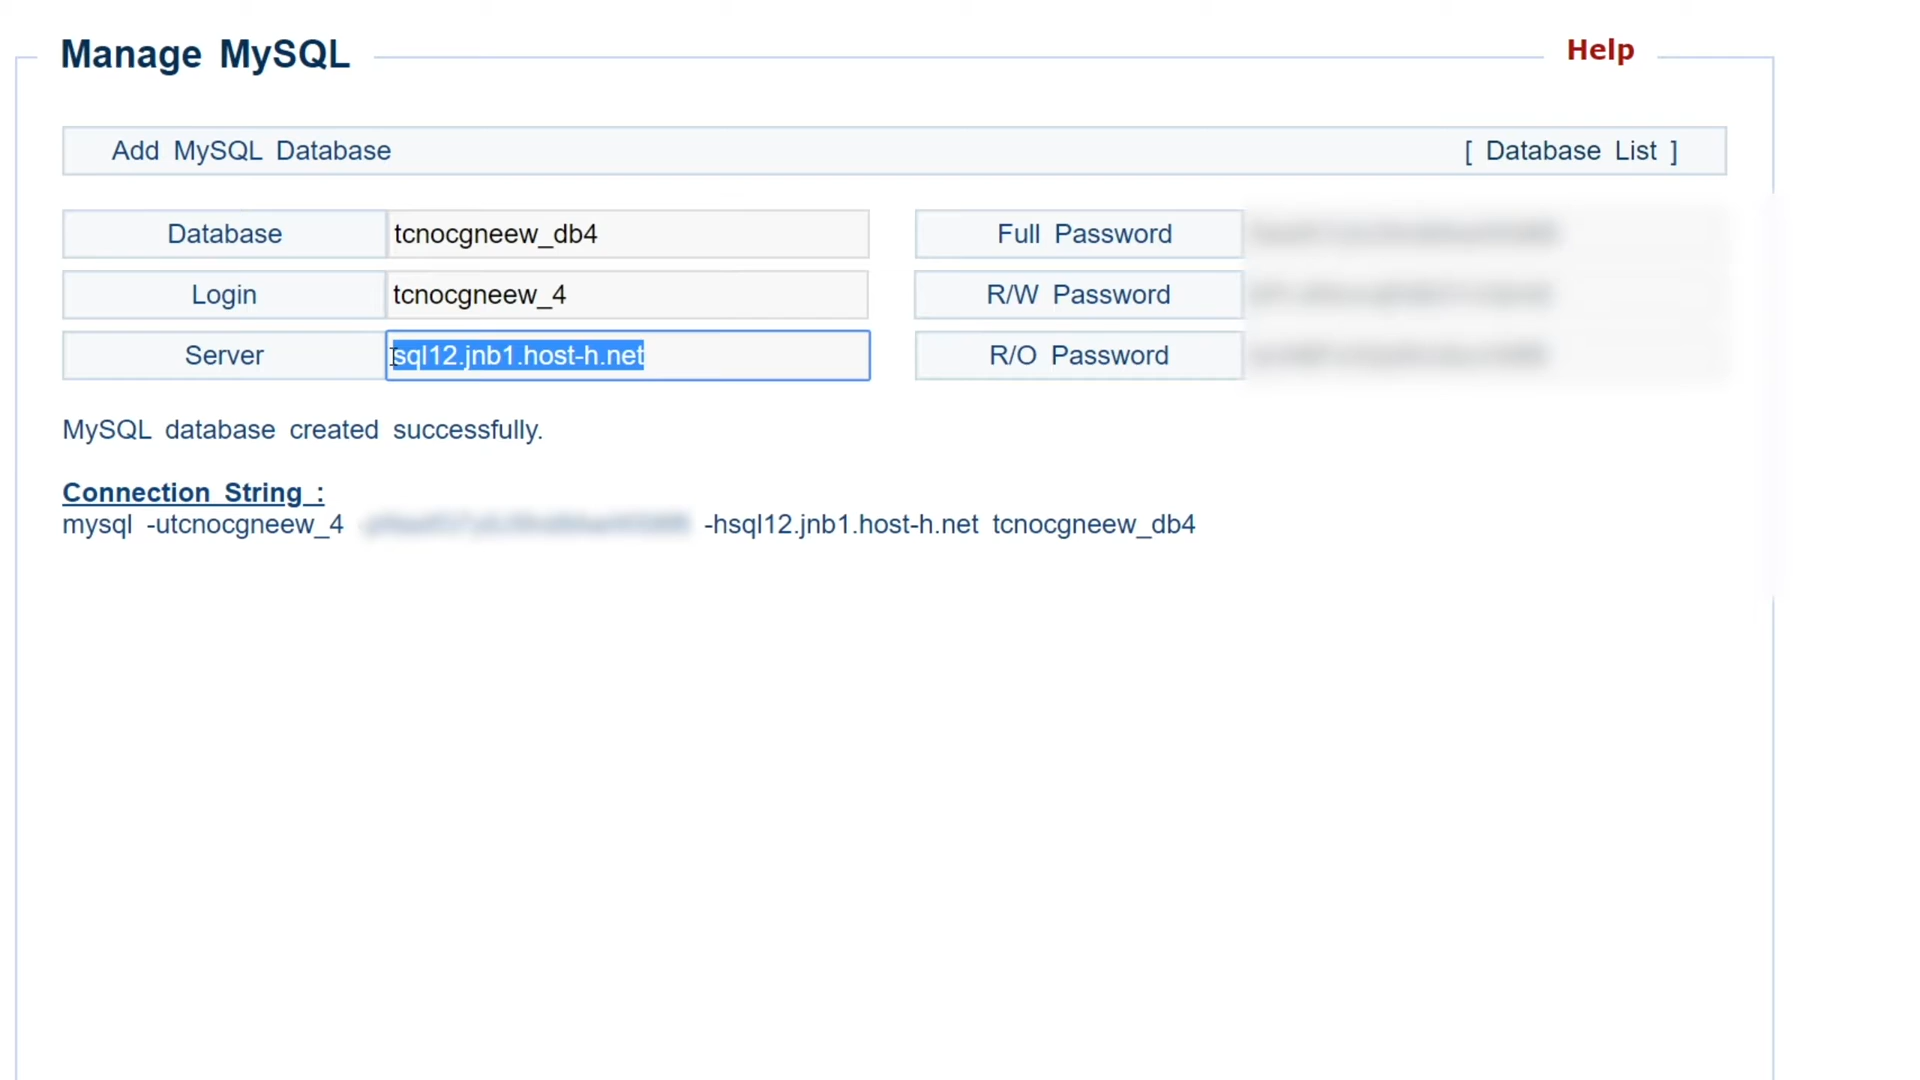 Manage MySQL
Help
Add MySQL Database
[ Database List ]
Database
tcnocgneew_db4
Full Password
Login
tcnocgneew_4
R/W Password
Server
sql12.jnb1.host-h.net
R/O Password
MySQL database created successfully.
Connection String :
mysql -utcnocgneew_4 -hsql12.jnb1.host-h.net tcnocgneew_db4